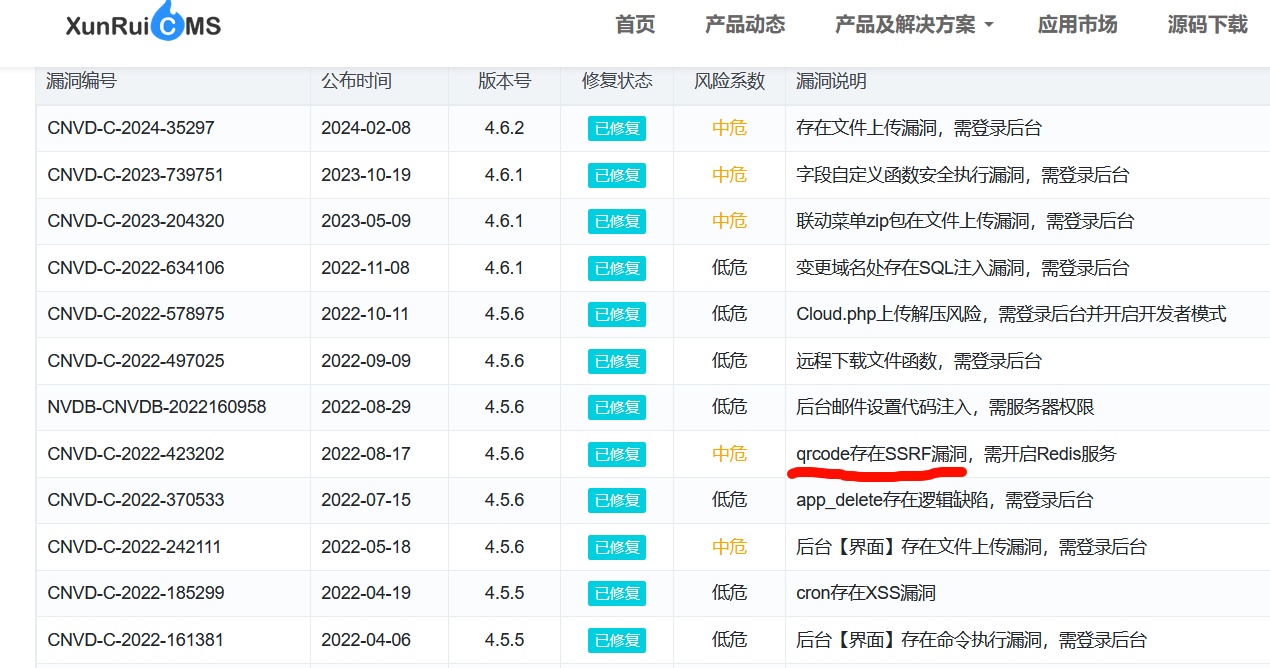 XunRuiCMS 首页 产品动态 产品及解决方案 应用市场 源码下载
漏洞编号 公布时间 版本号 修复状态 风险系数 漏洞说明
CNVD-C-2024-35297 2024-02-08 4.6.2 已修复 中危 存在文件上传漏洞，需登录后台
CNVD-C-2023-739751 2023-10-19 4.6.1 已修复 中危 字段自定义函数安全执行漏洞，需登录后台
CNVD-C-2023-204320 2023-05-09 4.6.1 已修复 中危 联动菜单zip包在文件上传漏洞，需登录后台
CNVD-C-2022-634106 2022-11-08 4.6.1 已修复 低危 变更域名处存在SQL注入漏洞，需登录后台
CNVD-C-2022-578975 2022-10-11 4.5.6 已修复 低危 Cloud.php上传解压风险，需登录后台并开启开发者模式
CNVD-C-2022-497025 2022-09-09 4.5.6 已修复 低危 远程下载文件函数，需登录后台
NVDB-CNVDB-2022160958 2022-08-29 4.5.6 已修复 低危 后台邮件设置代码注入，需服务器权限
CNVD-C-2022-423202 2022-08-17 4.5.6 已修复 中危 qrcode存在SSRF漏洞，需开启Redis服务
CNVD-C-2022-370533 2022-07-15 4.5.6 已修复 低危 app_delete存在逻辑缺陷，需登录后台
CNVD-C-2022-242111 2022-05-18 4.5.6 已修复 中危 后台【界面】存在文件上传漏洞，需登录后台
CNVD-C-2022-185299 2022-04-19 4.5.5 已修复 低危 cron存在XSS漏洞
CNVD-C-2022-161381 2022-04-06 4.5.5 已修复 低危 后台【界面】存在命令执行漏洞，需登录后台